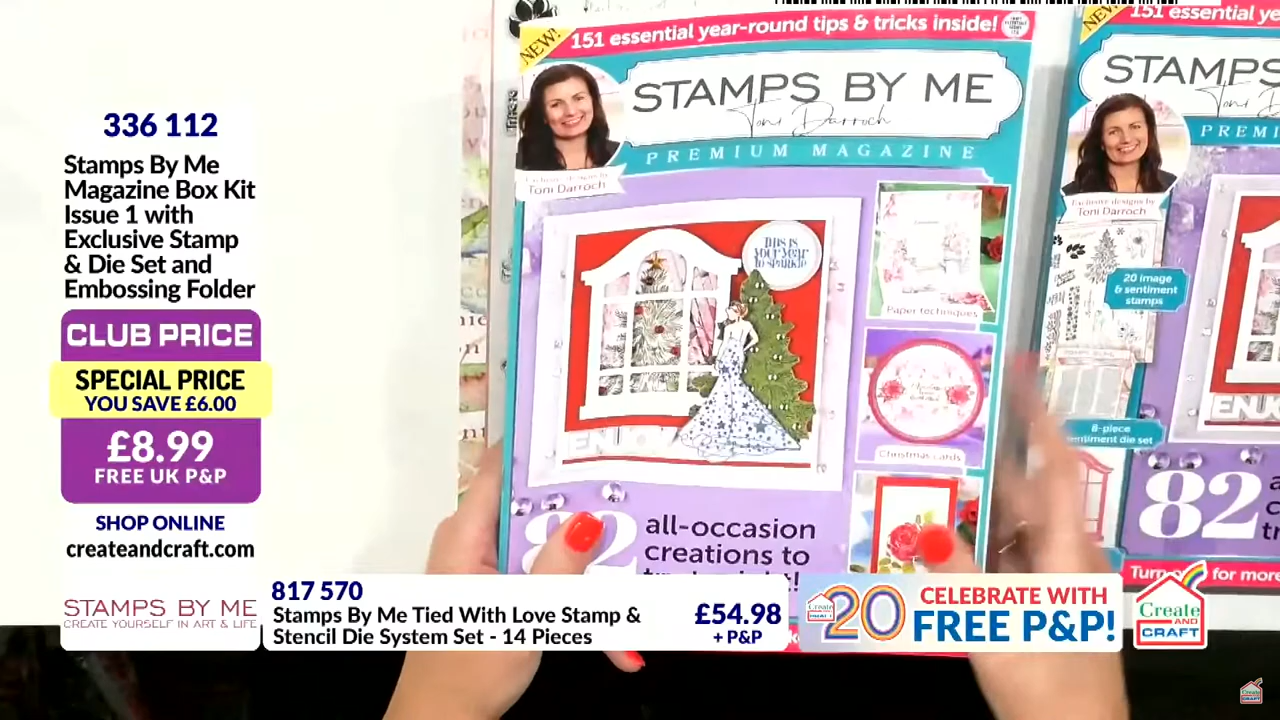 336 112
Stamps By Me
Magazine Box Kit
Issue 1 with
Exclusive Stamp
& Die Set and
Embossing Folder
CLUB PRICE
SPECIAL PRICE
YOU SAVE £6.00
£8.99
FREE UK P&P
SHOP ONLINE
createandcraft.com
STAMPS BY ME
CREATE YOURSELF IN ART & LIFE
NEW!
151 essential year-round tips & tricks inside!
STAMPS BY ME
Toni Darroch
PREMIUM MAGAZINE
Exclusive designs by
Toni Darroch
THIS IS
YOUR YEAR
TO SPARKLE
ENJOY
Paper techniques
Christmas cards
82
all-occasion
creations to
NEW!
151 essential ye
STAMPS
PREMI
Exclusive designs by
Toni Darroch
20 image
& sentiment
stamps
8-piece
sentiment die set
ENJO
82
for more
817 570
Stamps By Me Tied With Love Stamp &
Stencil Die System Set - 14 Pieces
£54.98
+ P&P
20
CELEBRATE WITH
FREE P&P!
Create
AND
CRAFT